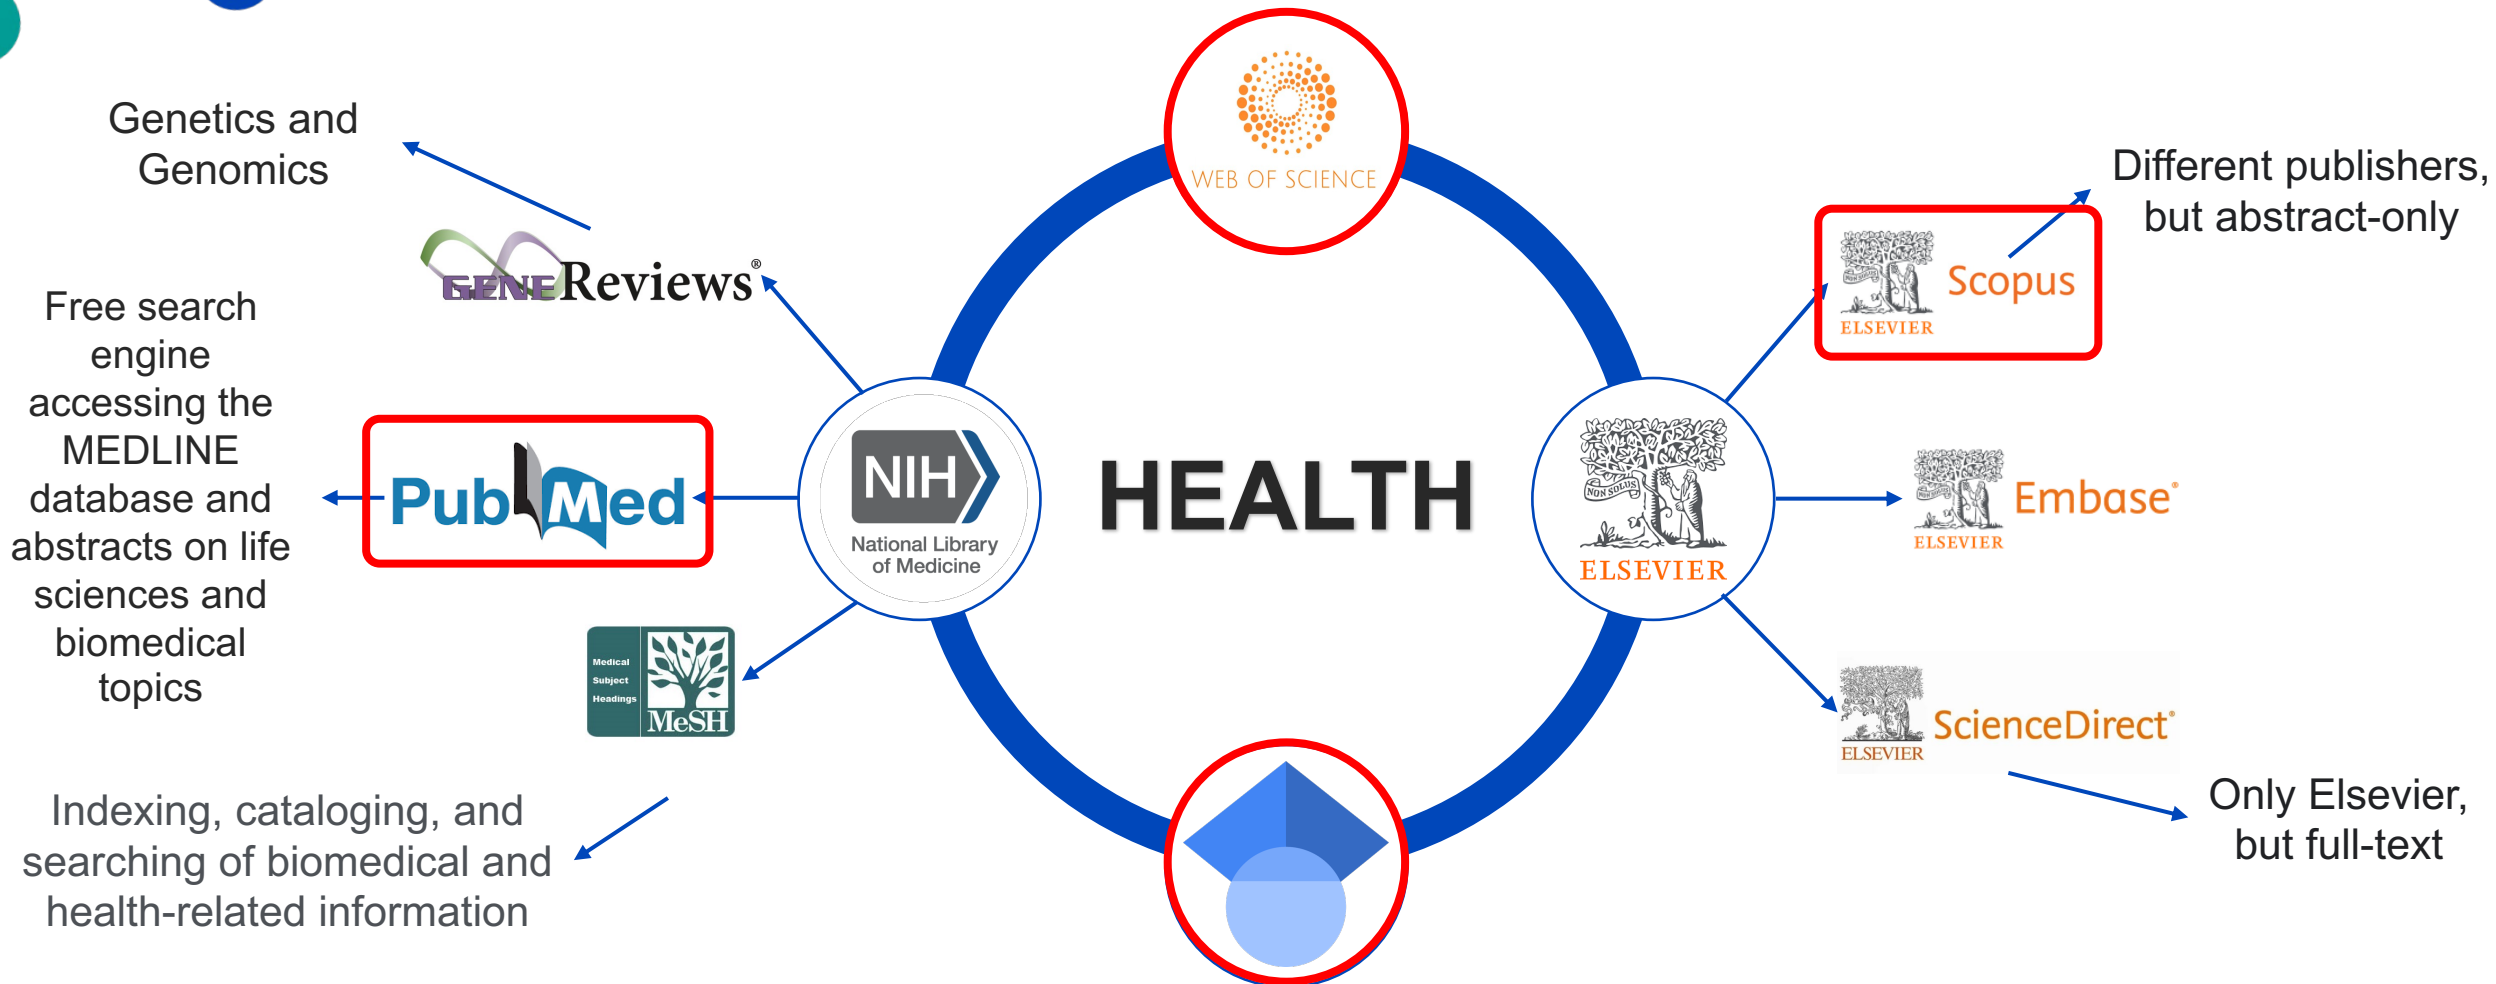 Genetics and
Genomics
GENEReviews®
Free search
engine
accessing the
MEDLINE
database and
abstracts on life
sciences and
biomedical
topics
PubMed
Medical
Subject
Headings
MeSH
Indexing, cataloging, and
searching of biomedical and
health-related information
NIH
National Library
of Medicine
WEB OF SCIENCE
HEALTH
NON SOLUS
ELSEVIER
Different publishers,
but abstract-only
Scopus
ELSEVIER
Embase®
ELSEVIER
ScienceDirect®
ELSEVIER
Only Elsevier,
but full-text